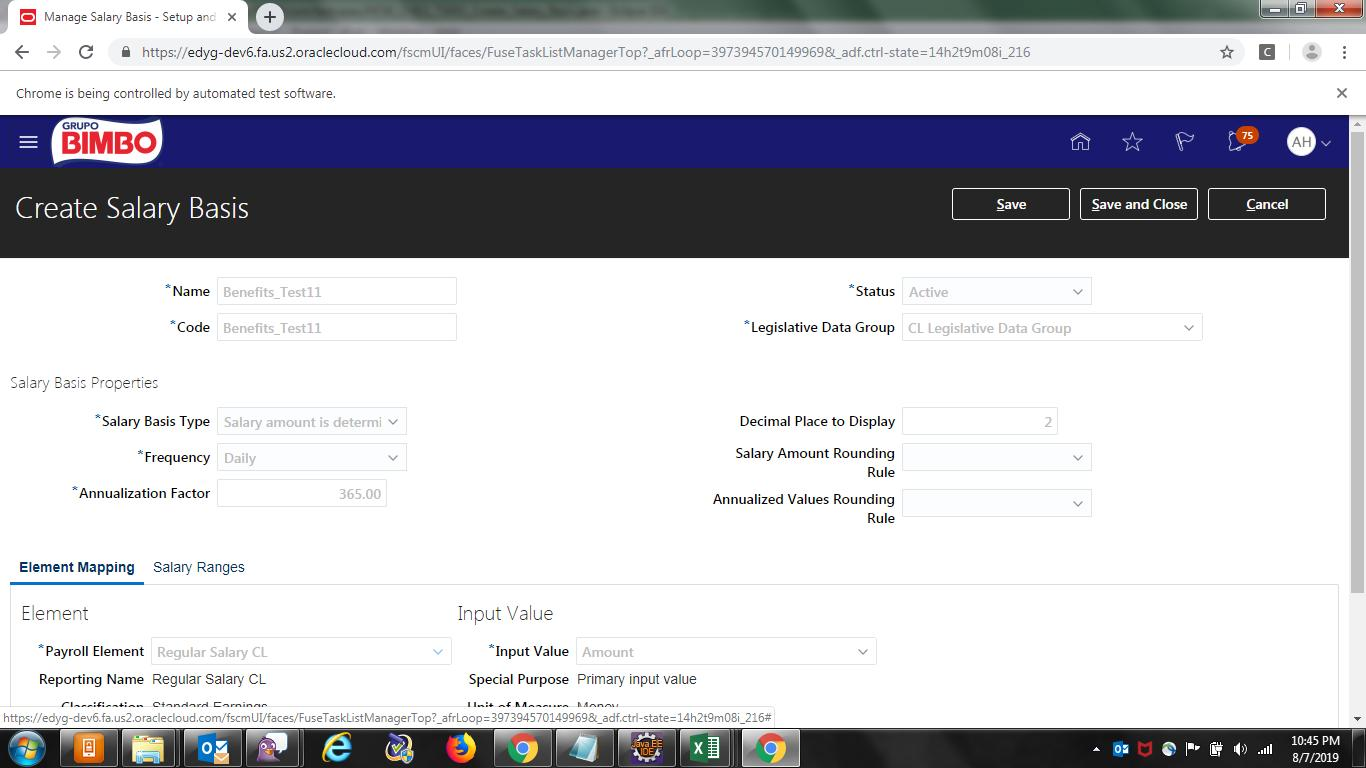 Manage Salary Basis - Setup and
https://edyg-dev6.fa.us2.oraclecloud.com/fscmUI/faces/FuseTaskListManagerTop?_afrLoop=397394570149969&_adf.ctrl-state=14h2t9m08i_216
C
Chrome is being controlled by automated test software.
GRUPO
BIMBO
75
AH
Create Salary Basis
Save
Save and Close
Cancel
*Name Benefits_Test11
*Status Active
*Code Benefits_Test11
*Legislative Data Group CL Legislative Data Group
Salary Basis Properties
*Salary Basis Type Salary amount is determi
Decimal Place to Display 2
*Frequency Daily
Salary Amount Rounding
Rule
*Annualization Factor 365.00
Annualized Values Rounding
Rule
Element Mapping
Salary Ranges
Element
Input Value
*Payroll Element Regular Salary CL
*Input Value Amount
Reporting Name Regular Salary CL
Special Purpose Primary input value
Classification Standard Earnings
Unit of Measure Money
https://edyg-dev6.fa.us2.oraclecloud.com/fscmUI/faces/FuseTaskListManagerTop?_afrLoop=397394570149969&_adf.ctrl-state=14h2t9m08i_216#
Java EE
IDE
10:45 PM
8/7/2019